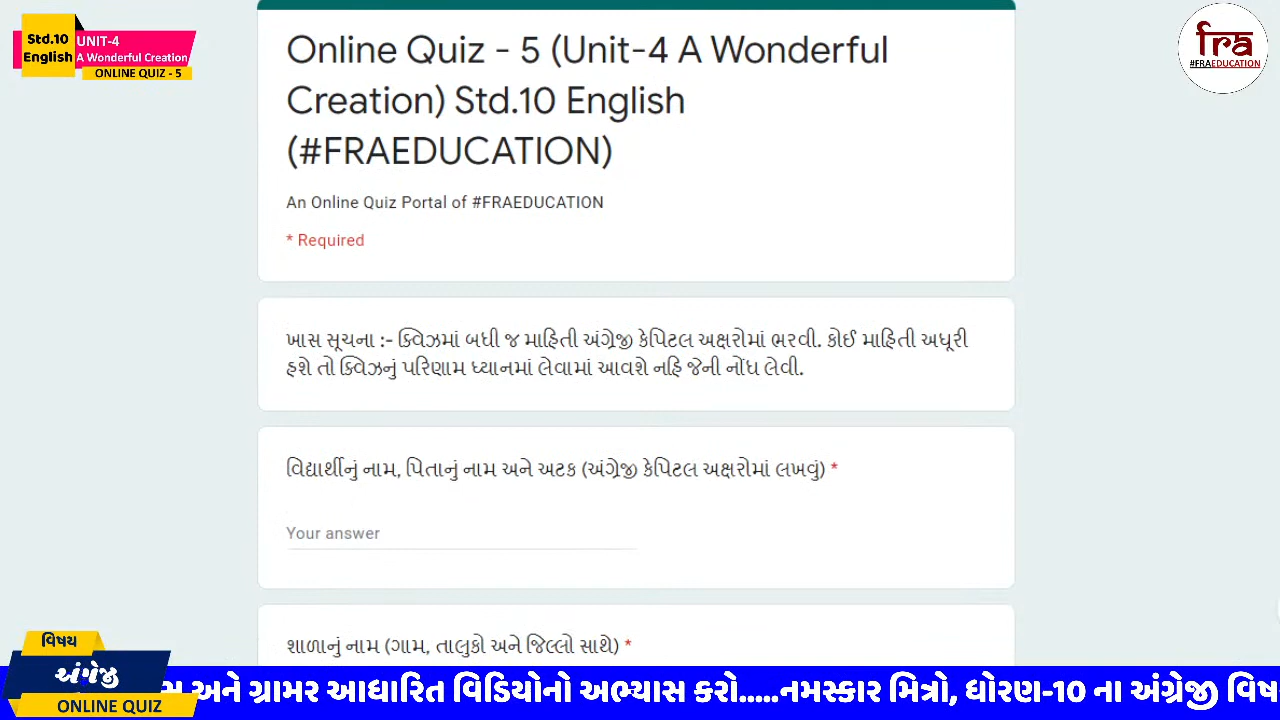 Std.10
English
UNIT-4
A Wonderful Creation
ONLINE QUIZ - 5
fra
#FRAEDUCATION
Online Quiz - 5 (Unit-4 A Wonderful
Creation) Std.10 English
(#FRAEDUCATION)
An Online Quiz Portal of #FRAEDUCATION
* Required
ખાસ સૂચના :- ક્વિઝમાં બધી જ માહિતી અંગ્રેજી કેપિટલ અક્ષરોમાં ભરવી. કોઈ માહિતી અધૂરી
હશે તો ક્વિઝનું પરિણામ ધ્યાનમાં લેવામાં આવશે નહિ જેની નોંધ લેવી.
વિદ્યાર્થીનું નામ, પિતાનું નામ અને અટક (અંગ્રેજી કેપિટલ અક્ષરોમાં લખવું) *
Your answer
શાળાનું નામ (ગામ, તાલુકો અને જિલ્લો સાથે) *
વિષય
અંગ્રેજી
ONLINE QUIZ
અને ગ્રામર આધારિત વિડિયોનો અભ્યાસ કરો.....નમસ્કાર મિત્રો, ધોરણ-10 ના અંગ્રેજી